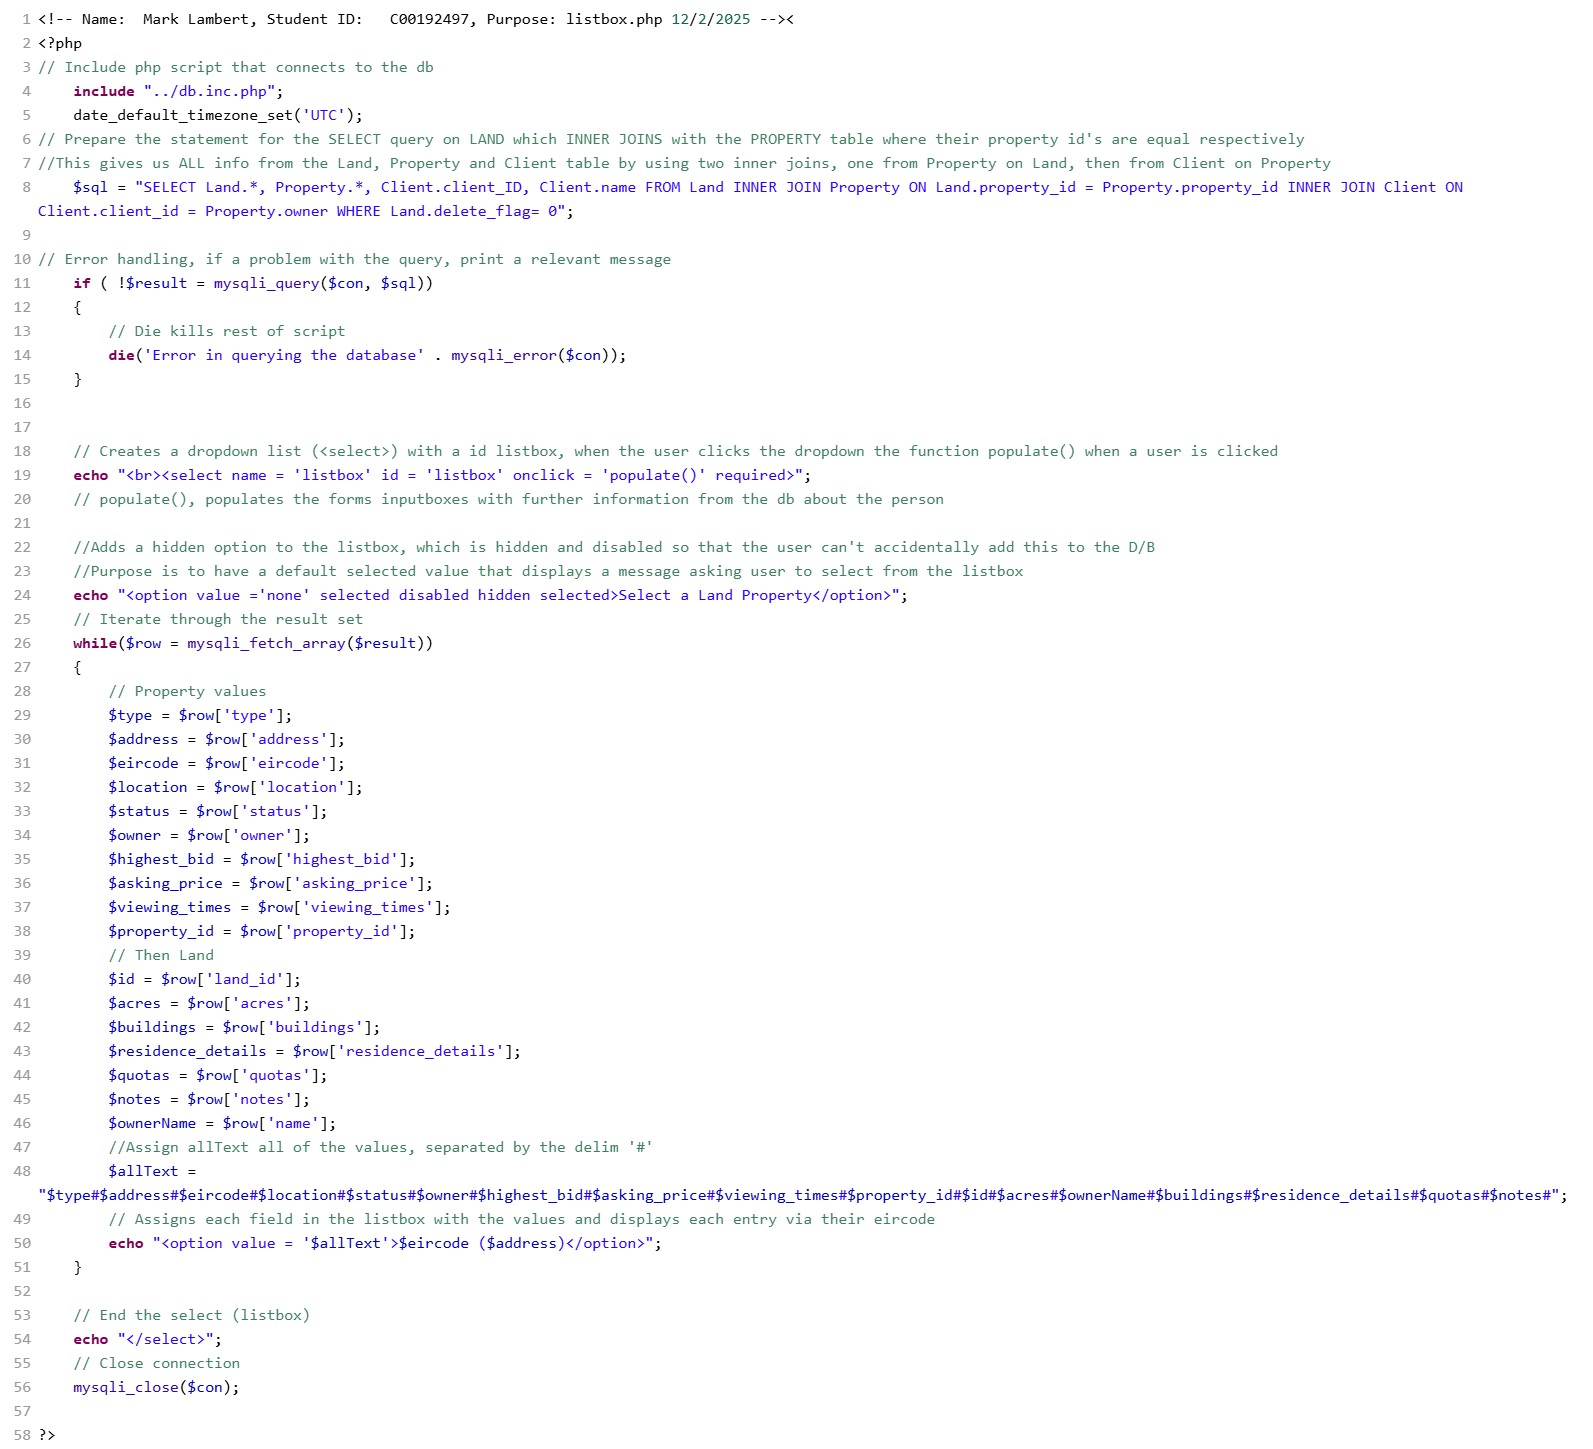 1 <!-- Name:  Mark Lambert, Student ID:   C00192497, Purpose: listbox.php 12/2/2025 --><
2 <?php
3 // Include php script that connects to the db
4     include "../db.inc.php";
5     date_default_timezone_set('UTC');
6 // Prepare the statement for the SELECT query on LAND which INNER JOINS with the PROPERTY table where their property id's are equal respectively
7 //This gives us ALL info from the Land, Property and Client table by using two inner joins, one from Property on Land, then from Client on Property
8     $sql = "SELECT Land.*, Property.*, Client.client_ID, Client.name FROM Land INNER JOIN Property ON Land.property_id = Property.property_id INNER JOIN Client ON
Client.client_id = Property.owner WHERE Land.delete_flag= 0";
9
10 // Error handling, if a problem with the query, print a relevant message
11     if ( !$result = mysqli_query($con, $sql))
12     {
13         // Die kills rest of script
14         die('Error in querying the database' . mysqli_error($con));
15     }
16
17
18     // Creates a dropdown list (<select>) with a id listbox, when the user clicks the dropdown the function populate() when a user is clicked
19     echo "<br><select name = 'listbox' id = 'listbox' onclick = 'populate()' required>";
20     // populate(), populates the forms inputboxes with further information from the db about the person
21
22     //Adds a hidden option to the listbox, which is hidden and disabled so that the user can't accidentally add this to the D/B
23     //Purpose is to have a default selected value that displays a message asking user to select from the listbox
24     echo "<option value ='none' selected disabled hidden selected>Select a Land Property</option>";
25     // Iterate through the result set
26     while($row = mysqli_fetch_array($result))
27     {
28         // Property values
29         $type = $row['type'];
30         $address = $row['address'];
31         $eircode = $row['eircode'];
32         $location = $row['location'];
33         $status = $row['status'];
34         $owner = $row['owner'];
35         $highest_bid = $row['highest_bid'];
36         $asking_price = $row['asking_price'];
37         $viewing_times = $row['viewing_times'];
38         $property_id = $row['property_id'];
39         // Then Land
40         $id = $row['land_id'];
41         $acres = $row['acres'];
42         $buildings = $row['buildings'];
43         $residence_details = $row['residence_details'];
44         $quotas = $row['quotas'];
45         $notes = $row['notes'];
46         $ownerName = $row['name'];
47         //Assign allText all of the values, separated by the delim '#'
48         $allText =
"$type#$address#$eircode#$location#$status#$owner#$highest_bid#$asking_price#$viewing_times#$property_id#$id#$acres#$ownerName#$buildings#$residence_details#$quotas#$notes#";
49         // Assigns each field in the listbox with the values and displays each entry via their eircode
50         echo "<option value = '$allText'>$eircode ($address)</option>";
51     }
52
53     // End the select (listbox)
54     echo "</select>";
55     // Close connection
56     mysqli_close($con);
57
58 ?>